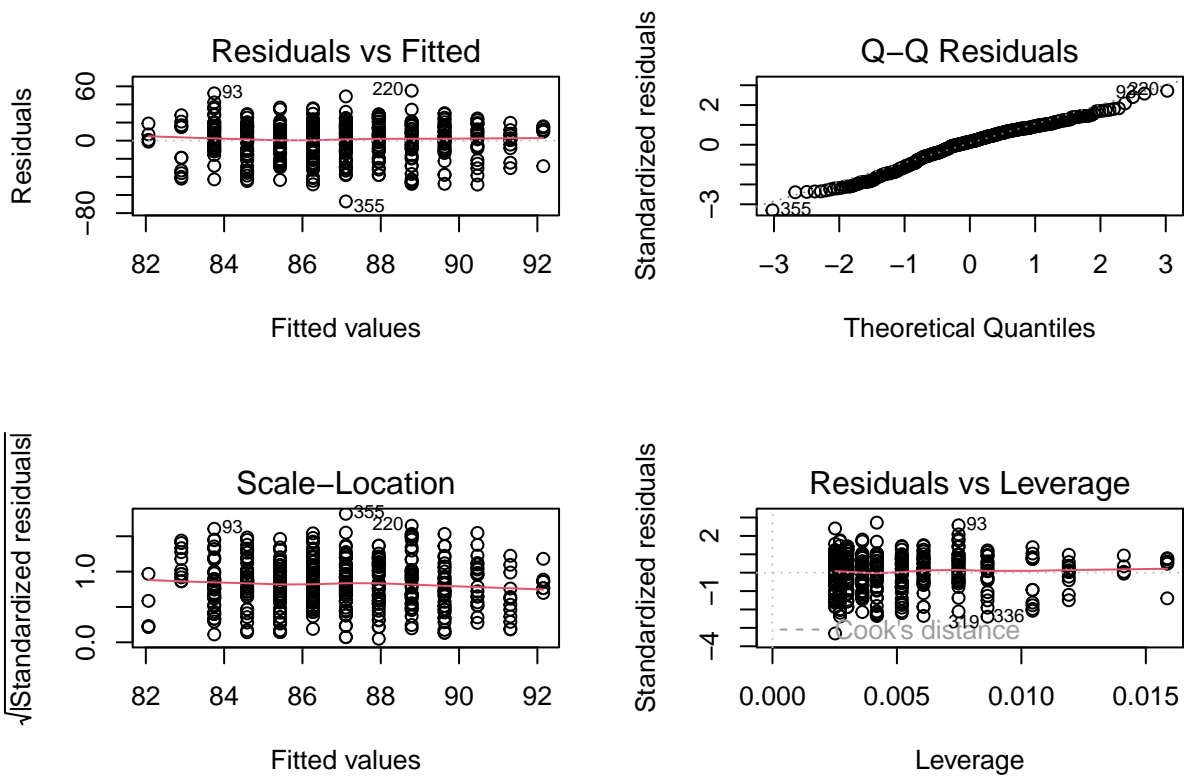 Residuals vs Fitted
Residuals
60
0
−80
93
220
355
82 84 86 88 90 92
Fitted values
Q−Q Residuals
Standardized residuals
2
0
−3
93
220
355
−3 −2 −1 0 1 2 3
Theoretical Quantiles
Scale−Location
√|Standardized residuals|
1.0
0.0
93
355
220
82 84 86 88 90 92
Fitted values
Residuals vs Leverage
Standardized residuals
2
−1
−4
93
319
336
Cook's distance
0.000 0.005 0.010 0.015
Leverage